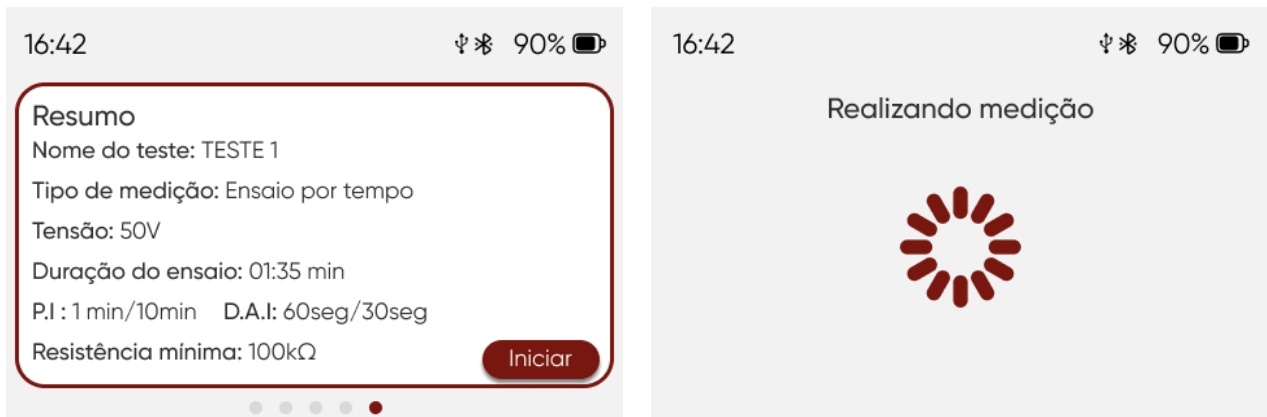 16:42 90%
Resumo
Nome do teste: TESTE 1
Tipo de medição: Ensaio por tempo
Tensão: 50V
Duração do ensaio: 01:35 min
P.I : 1 min/10min D.A.I: 60seg/30seg
Resistência mínima: 100kΩ
Iniciar
16:42 90%
Realizando medição